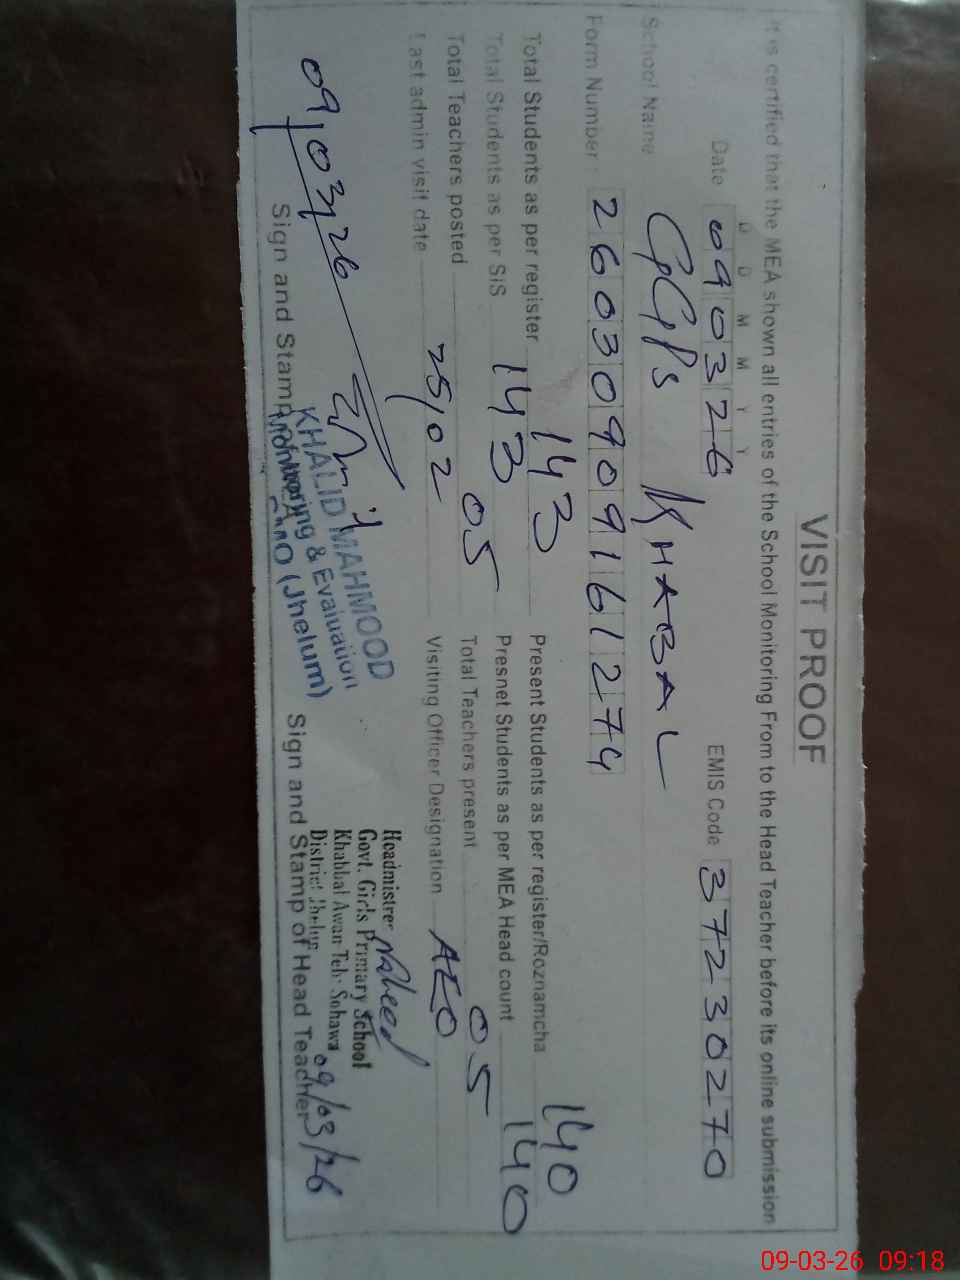 VISIT PROOF
It is certified that the MEA shown all entries of the School Monitoring From to the Head Teacher before its online submission
D D M M Y Y
Date 090326 EMIS Code 37230270
School Name GGPS KHABAL
Form Number : 26030909161274
Total Students as per register 143 Present Students as per register/Roznamcha 140
Total Students as per SIS 143 Presnet Students as per MEA Head count 140
Total Teachers posted 05 Total Teachers present 05
Last admin visit date 25/02 Visiting Officer Designation AEO
09/03/26
KHALID MAHMOOD
Monitoring & Evaluation
(Jhelum)
Sign and Stamp
Naheed
Headmistres
Govt. Girls Primary School
Khabbal Awan Teh: Sohawa
District Jhelum
09/03/26
Sign and Stamp of Head Teacher
09-03-26 09:18